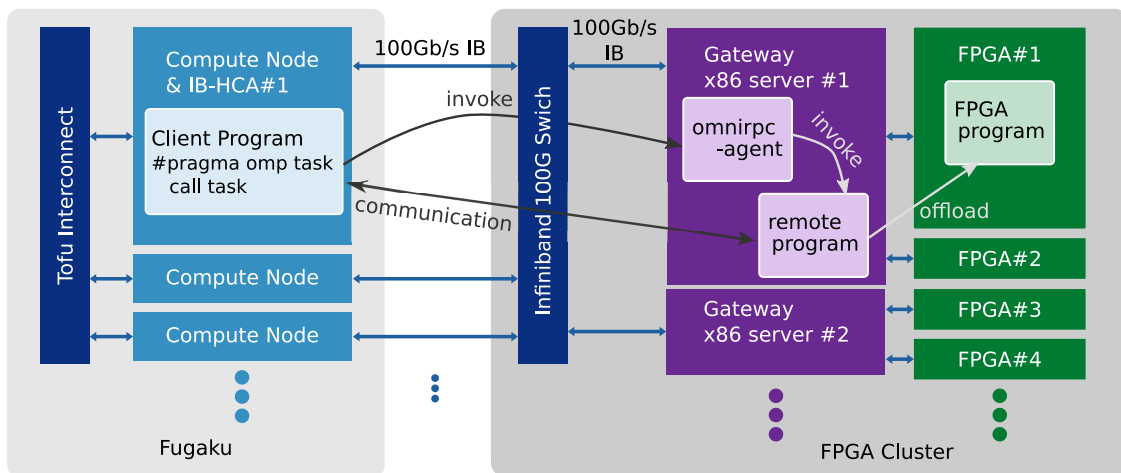 Tofu Interconnect
Compute Node
& IB-HCA#1
Client Program
#pragma omp task
call task
Compute Node
Compute Node
Fugaku
100Gb/s IB
invoke
communication
Infiniband 100G Swich
100Gb/s
IB
Gateway
x86 server #1
omnirpc
-agent
invoke
remote
program
offload
Gateway
x86 server #2
FPGA#1
FPGA
program
FPGA#2
FPGA#3
FPGA#4
FPGA Cluster